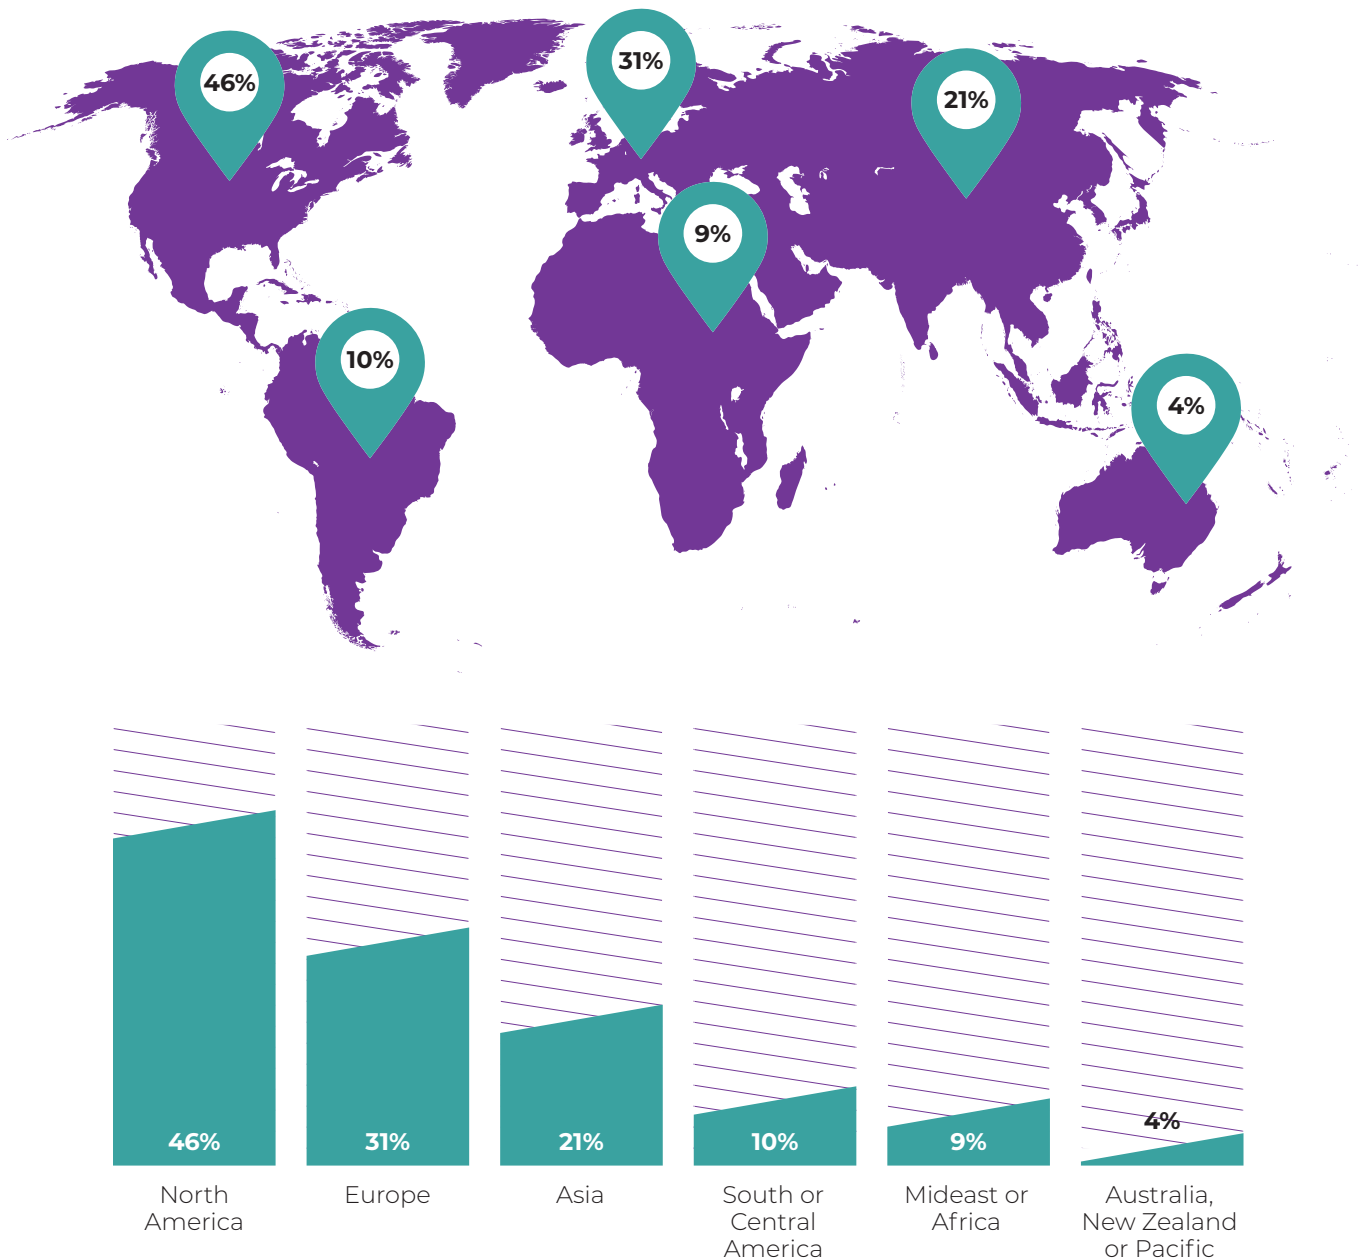 31%
46%
21%
9%
10%
4%
46%
31%
21%
10%
9%
4%
North
America
Europe
Asia
South or
Central
America
Mideast or
Africa
Australia,
New Zealand
or Pacific